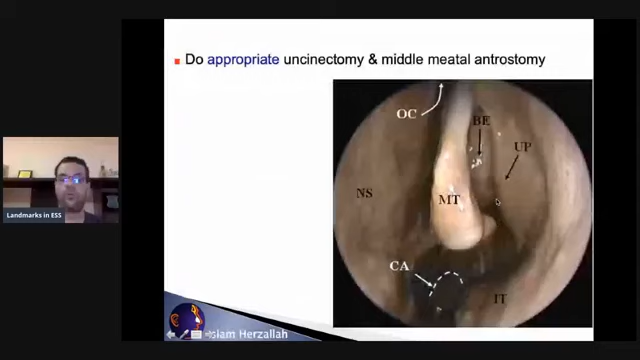 Do appropriate uncinectomy & middle meatal antrostomy
OC
BE
UP
NS
MT
CA
IT
Landmarks in ESS
Islam Herzallah